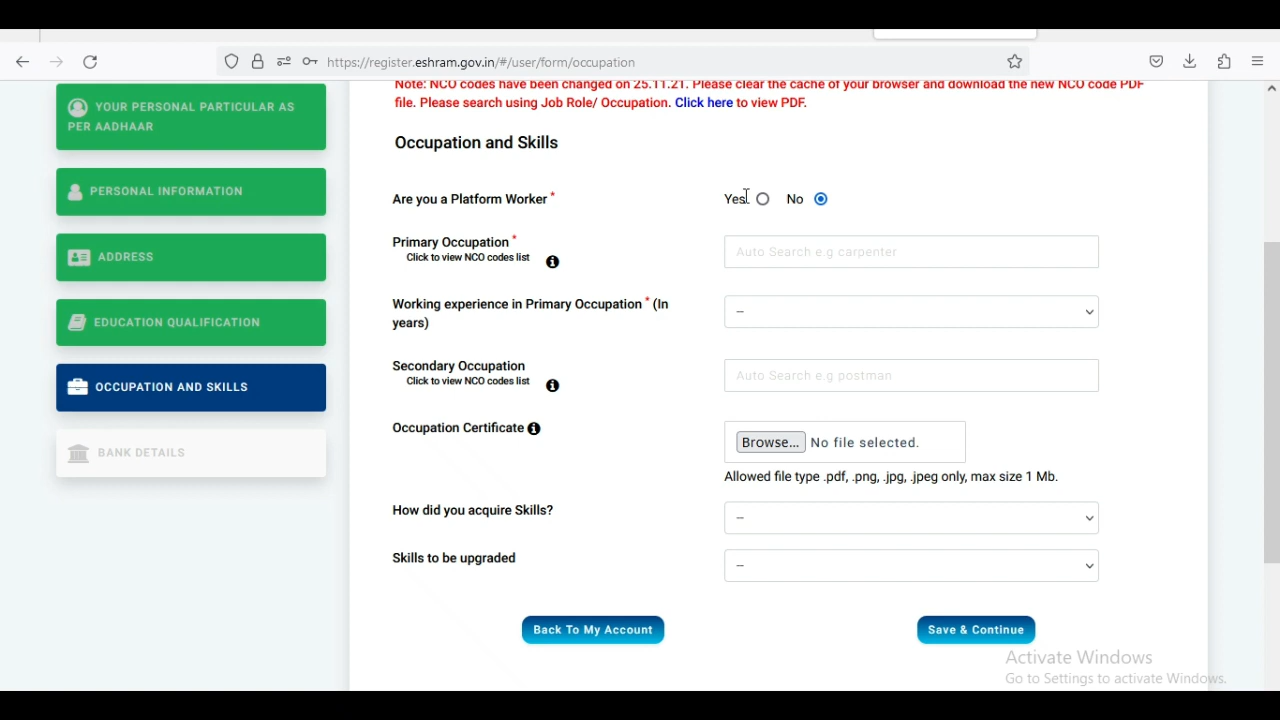 https://register.eshram.gov.in/#/user/form/occupation
Note: NCO codes have been changed on 25.11.21. Please clear the cache of your browser and download the new NCO code PDF
file. Please search using Job Role/ Occupation. Click here to view PDF.
YOUR PERSONAL PARTICULAR AS
PER AADHAAR
PERSONAL INFORMATION
ADDRESS
EDUCATION QUALIFICATION
OCCUPATION AND SKILLS
BANK DETAILS
Occupation and Skills
Are you a Platform Worker * Yes No
Primary Occupation *
Click to view NCO codes list
Auto Search e.g carpenter
Working experience in Primary Occupation * (In
years)
--
Secondary Occupation
Click to view NCO codes list
Auto Search e.g postman
Occupation Certificate
Browse... No file selected.
Allowed file type .pdf, .png, .jpg, .jpeg only, max size 1 Mb.
How did you acquire Skills?
--
Skills to be upgraded
--
Back To My Account
Save & Continue
Activate Windows
Go to Settings to activate Windows.